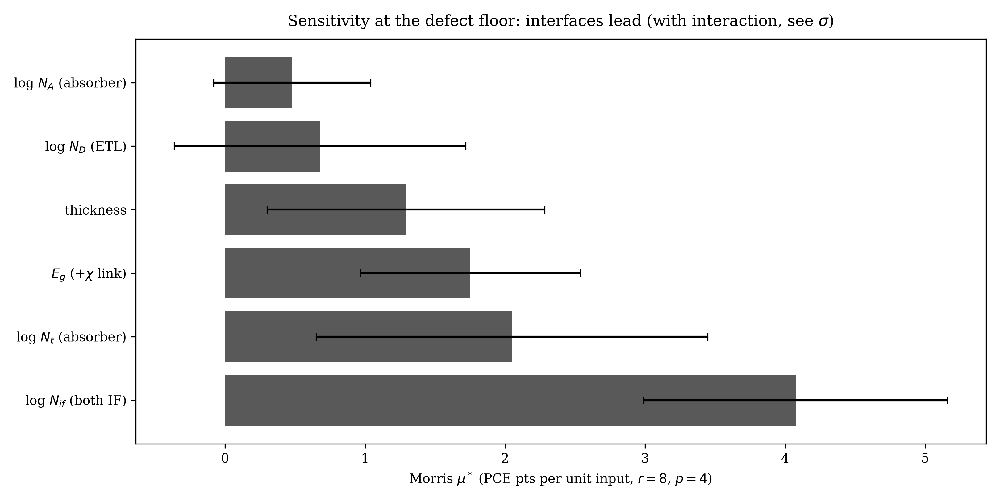 Sensitivity at the defect floor: interfaces lead (with interaction, see σ)
log N_A (absorber)
log N_D (ETL)
thickness
E_g (+χ link)
log N_t (absorber)
log N_if (both IF)
0 1 2 3 4 5
Morris μ* (PCE pts per unit input, r = 8, p = 4)